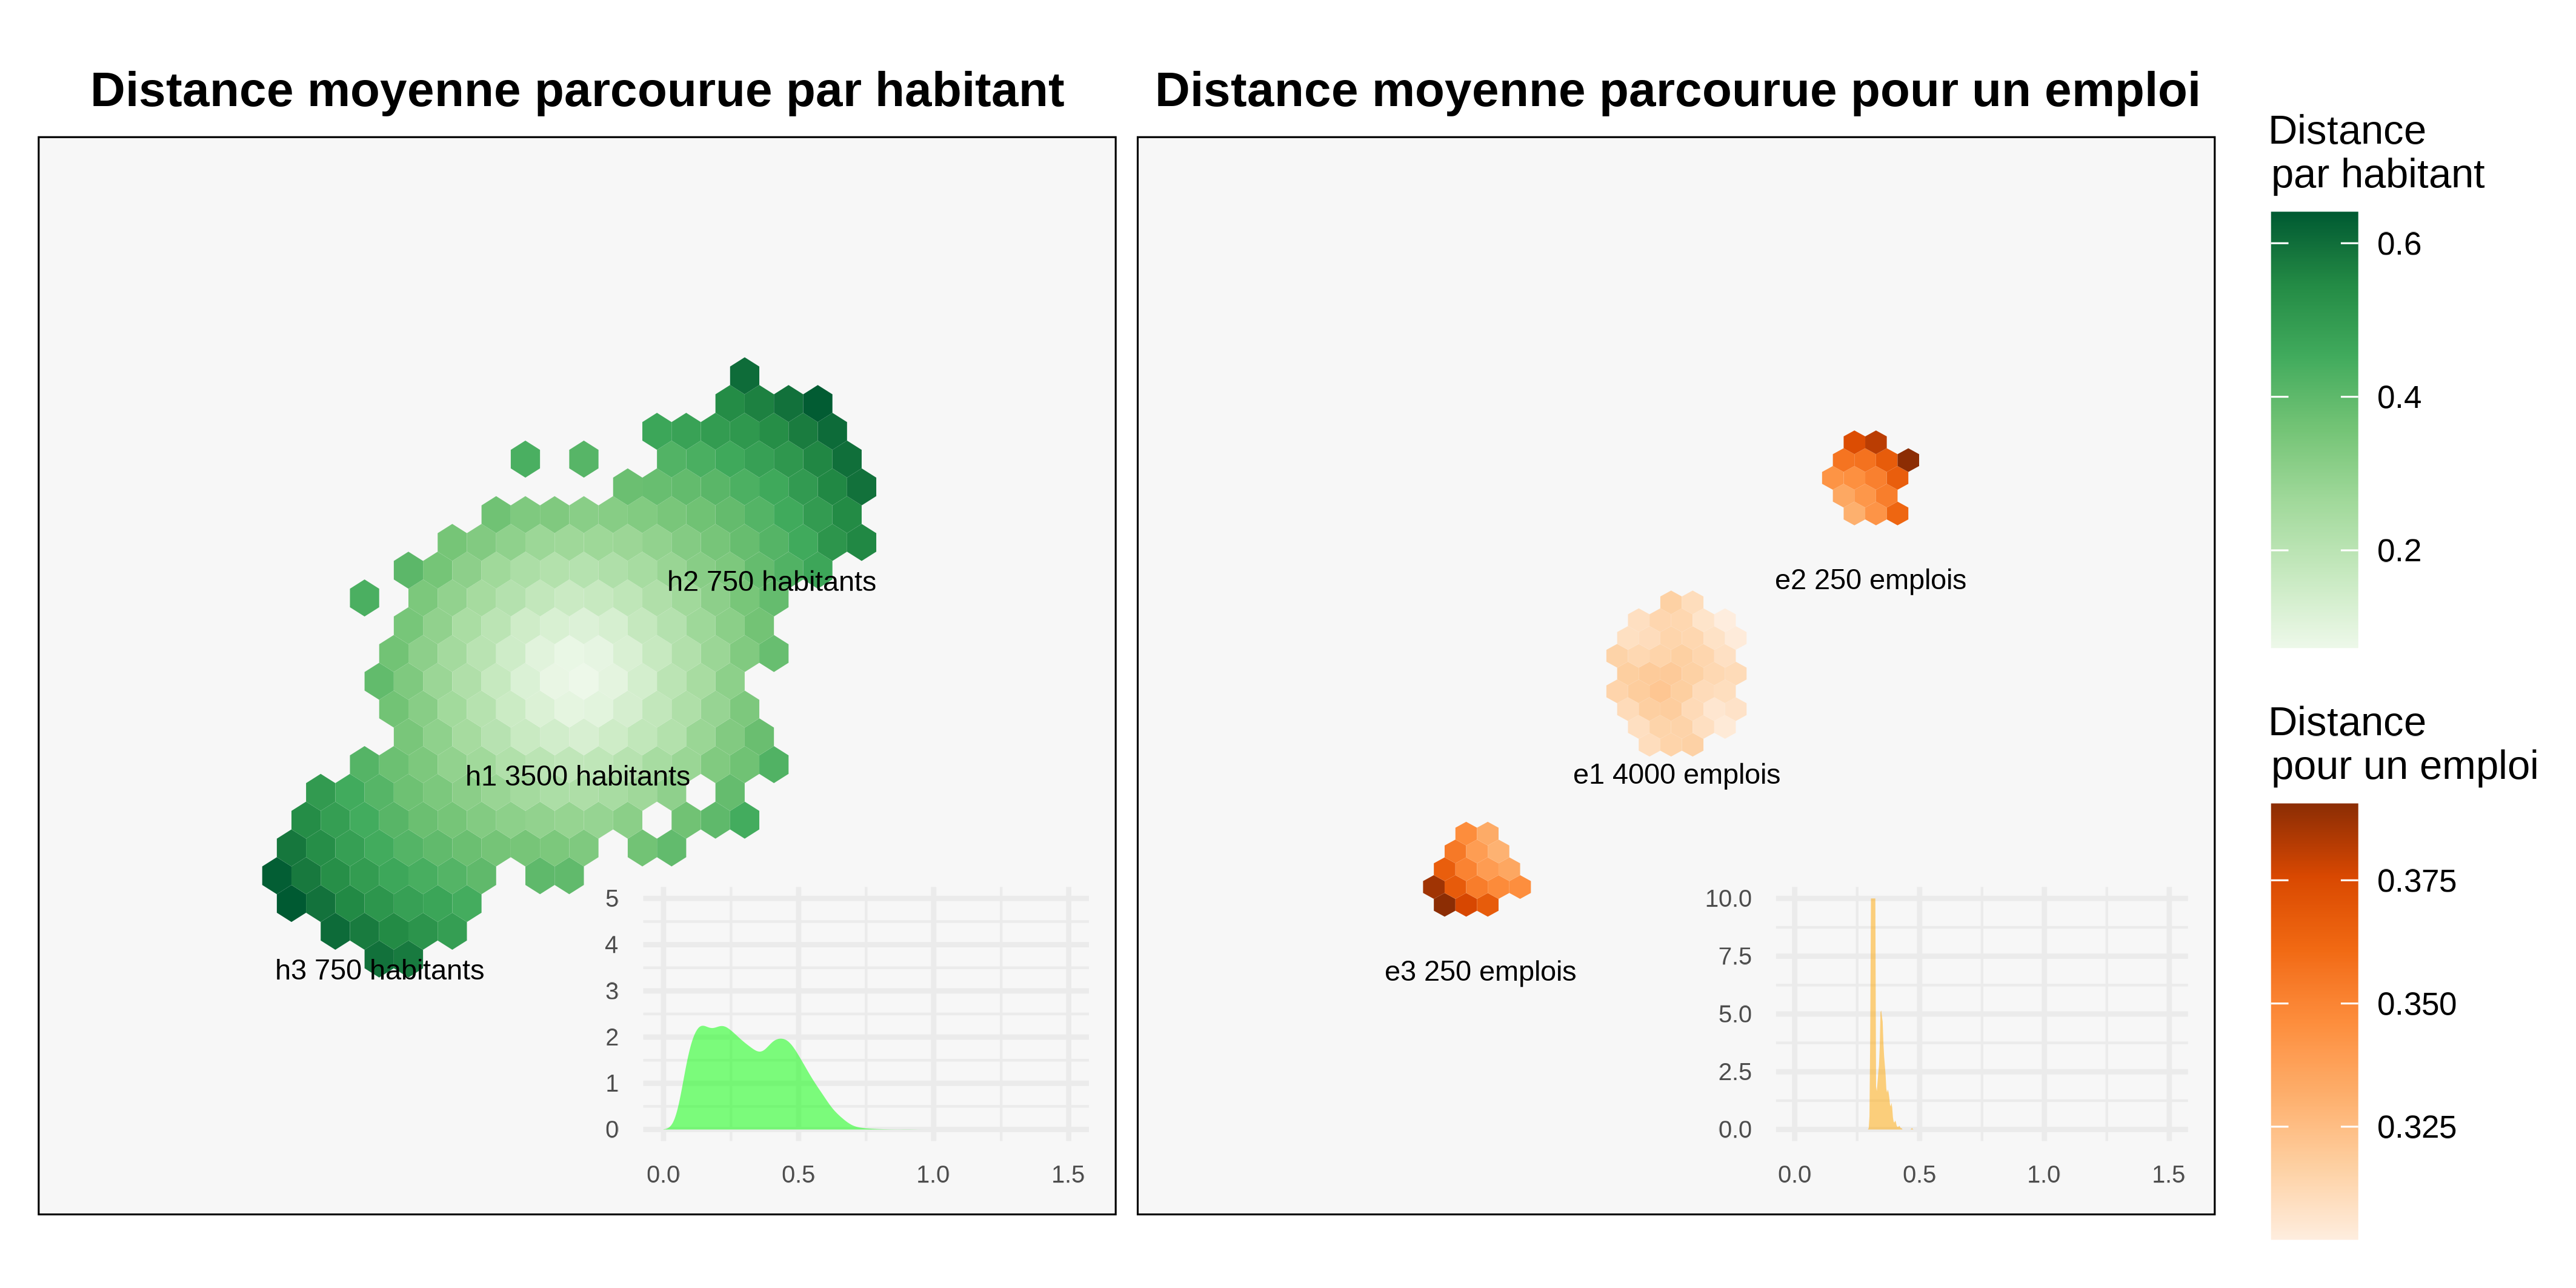 Distance moyenne parcourue par habitant
Distance moyenne parcourue pour un emploi
h2 750 habitants
h1 3500 habitants
h3 750 habitants
5
4
3
2
1
0
0.0 0.5 1.0 1.5
e2 250 emplois
e1 4000 emplois
e3 250 emplois
10.0
7.5
5.0
2.5
0.0
0.0 0.5 1.0 1.5
Distance
par habitant
0.6
0.4
0.2
Distance
pour un emploi
0.375
0.350
0.325